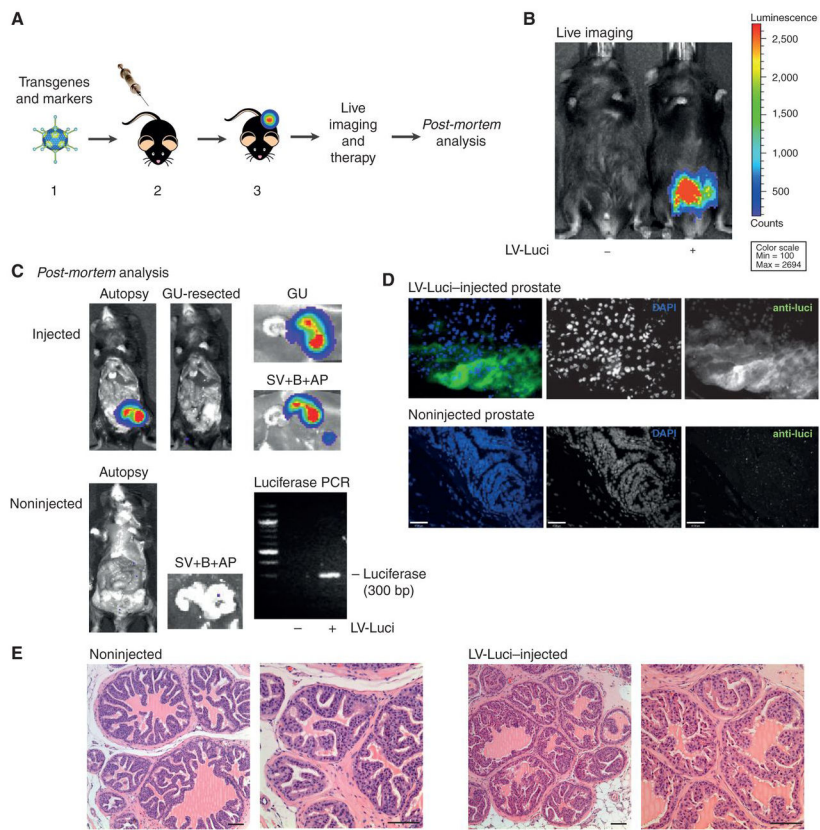 A
Transgenes
and markers
Live
imaging
and
therapy
Post-mortem
analysis
1
2
3
B
Live imaging
Luminescence
2,500
2,000
1,500
1,000
500
Counts
LV-Luci
–
+
Color scale
Min = 100
Max = 2694
C
Post-mortem analysis
Autopsy
GU-resected
GU
Injected
SV+B+AP
Autopsy
Noninjected
Luciferase PCR
SV+B+AP
– Luciferase
(300 bp)
– + LV-Luci
D
LV-Luci–injected prostate
DAPI
anti-luci
Noninjected prostate
DAPI
anti-luci
E
Noninjected
LV-Luci–injected